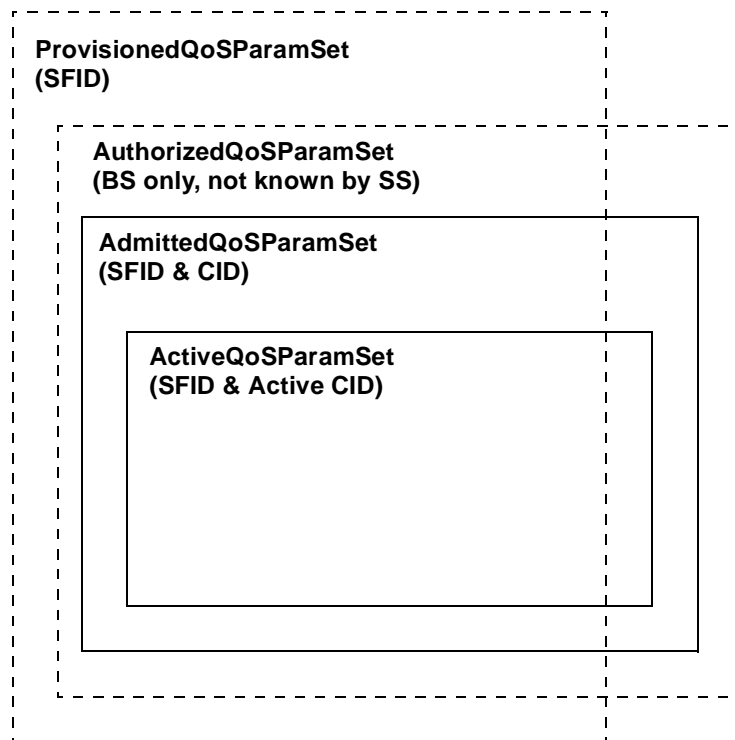 ProvisionedQoSParamSet
(SFID)
AuthorizedQoSParamSet
(BS only, not known by SS)
AdmittedQoSParamSet
(SFID & CID)
ActiveQoSParamSet
(SFID & Active CID)